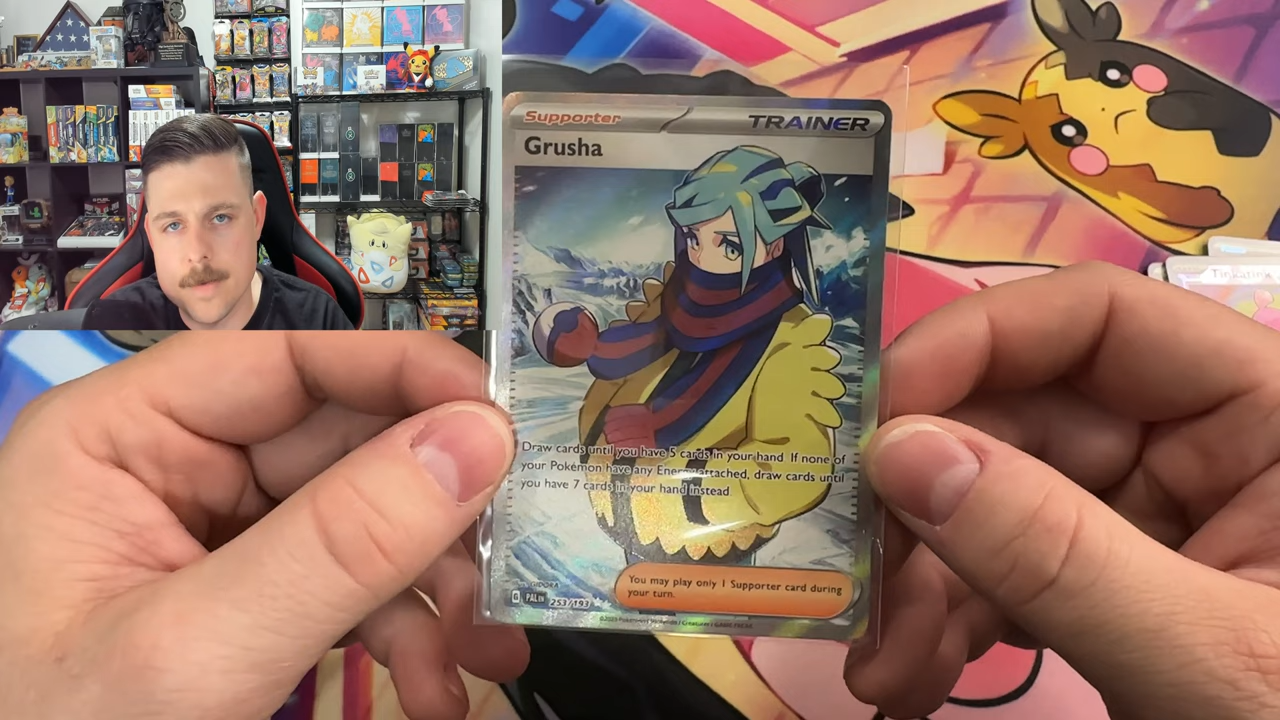 Supporter
TRAINER
Grusha
Draw cards until you have 5 cards in your hand. If none of
your Pokémon have any Energy attached, draw cards until
you have 7 cards in your hand instead.
You may play only 1 Supporter card during
your turn.
G PAL EN 253/193
Tinkatink